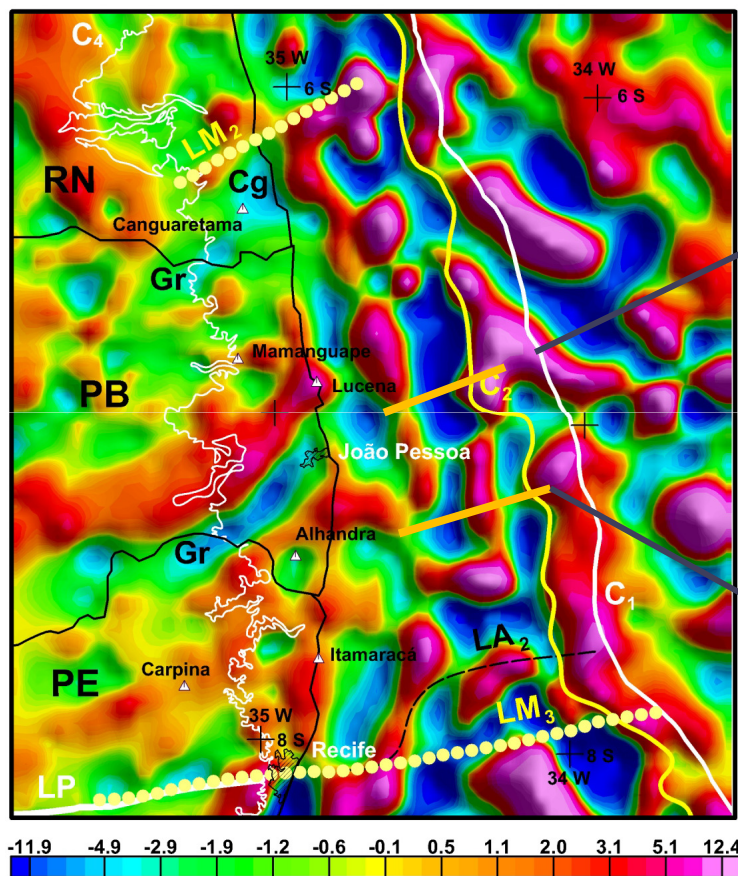 C4
35 W
6 S
34 W
6 S
LM2
RN
Cg
Canguaretama
Gr
Mamanguape
Lucena
C2
PB
João Pessoa
Alhandra
Gr
C1
LA2
Itamaracá
PE
Carpina
35 W
8 S
LM3
Recife
8 S
34 W
LP
-11.9 -4.9 -2.9 -1.9 -1.2 -0.6 -0.1 0.5 1.1 2.0 3.1 5.1 12.4